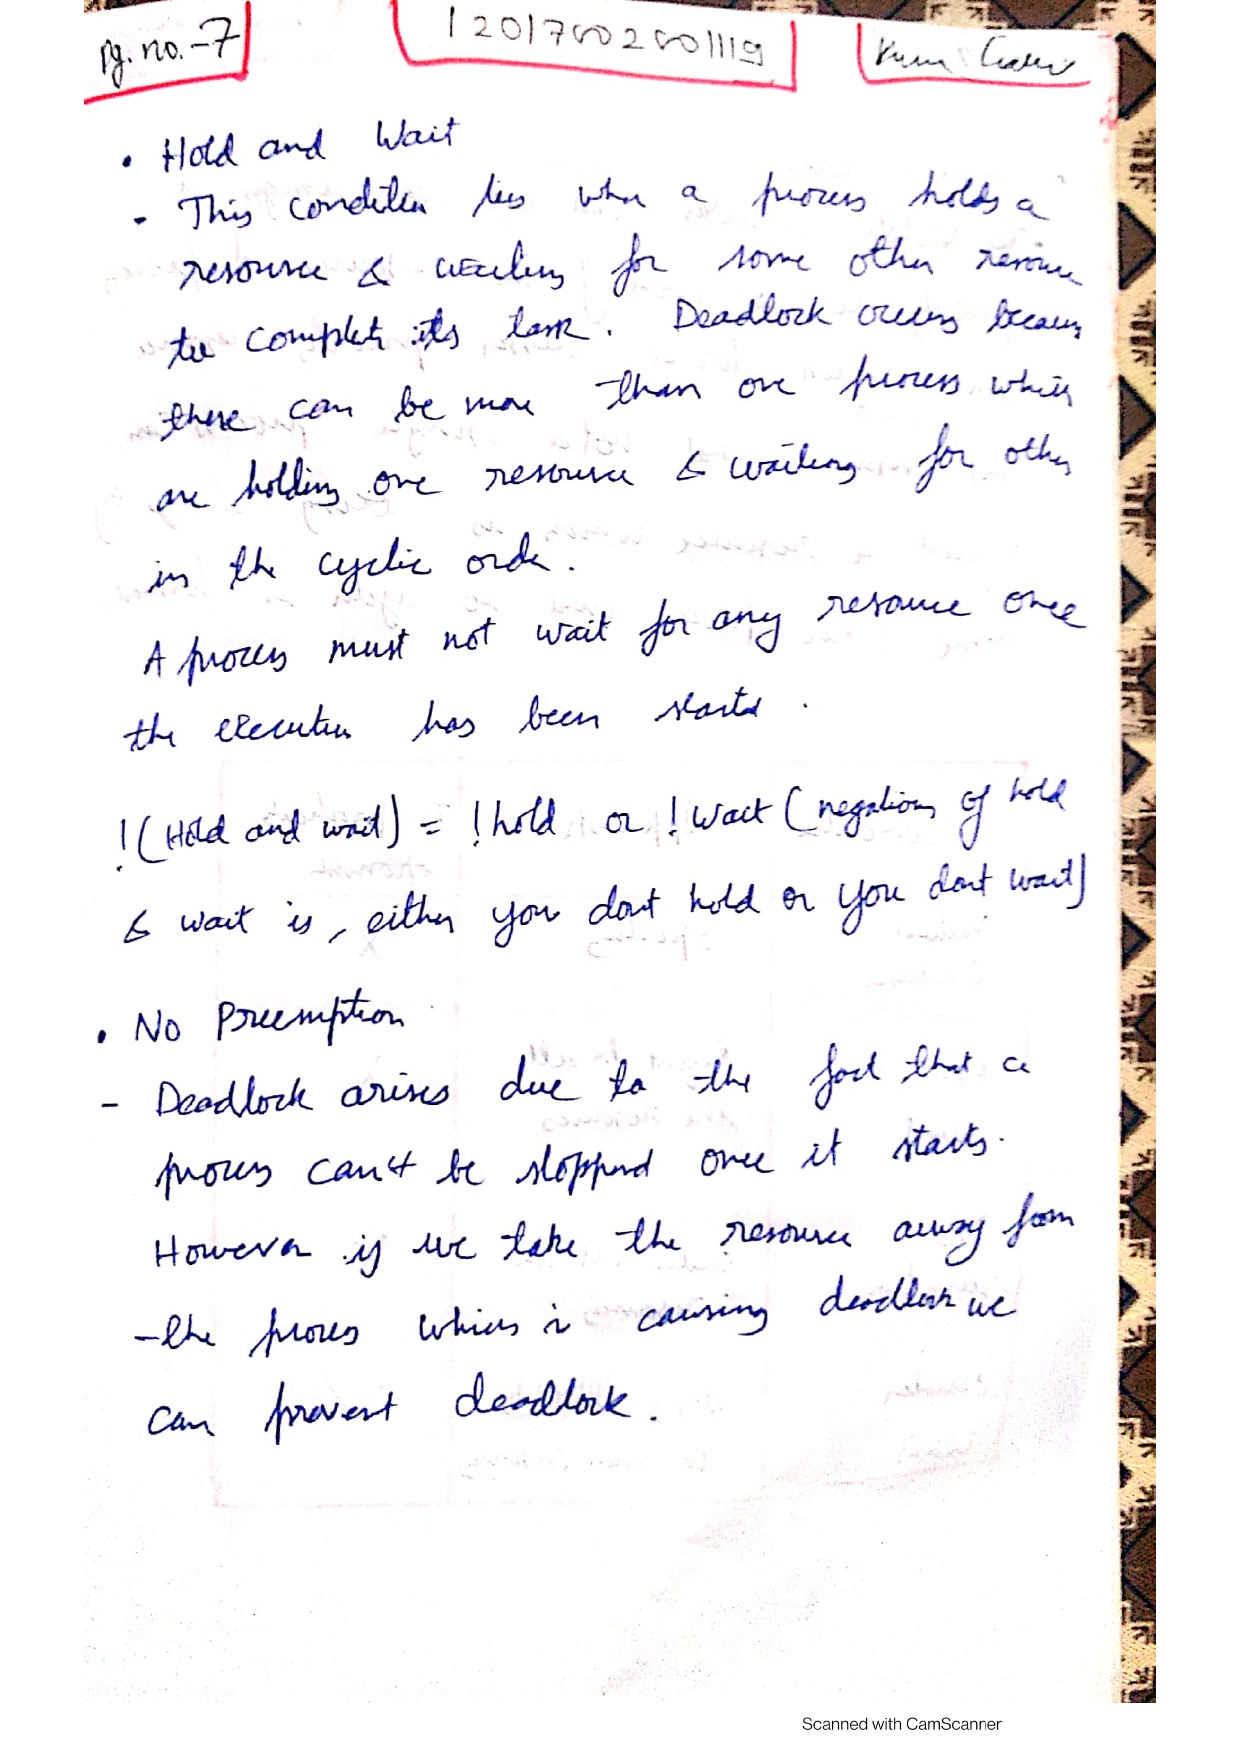 pg. no.-7
12017002001119
• Hold and Wait
- This condition lies when a process holds a
resource & waiting for some other resource
to complete its task. Deadlock occurs because
there can be more than one process which
are holding one resource & waiting for other
in the cyclic order.
A process must not wait for any resource once
the execution has been started.
!(Hold and wait) = !hold or !wait (negation of hold
& wait is, either you dont hold or you dont wait)
• No Preemption
- Deadlock arises due to the fact that a
process can't be stopped once it starts.
However if we take the resource away from
the process which is causing deadlock we
can prevent deadlock.
Scanned with CamScanner